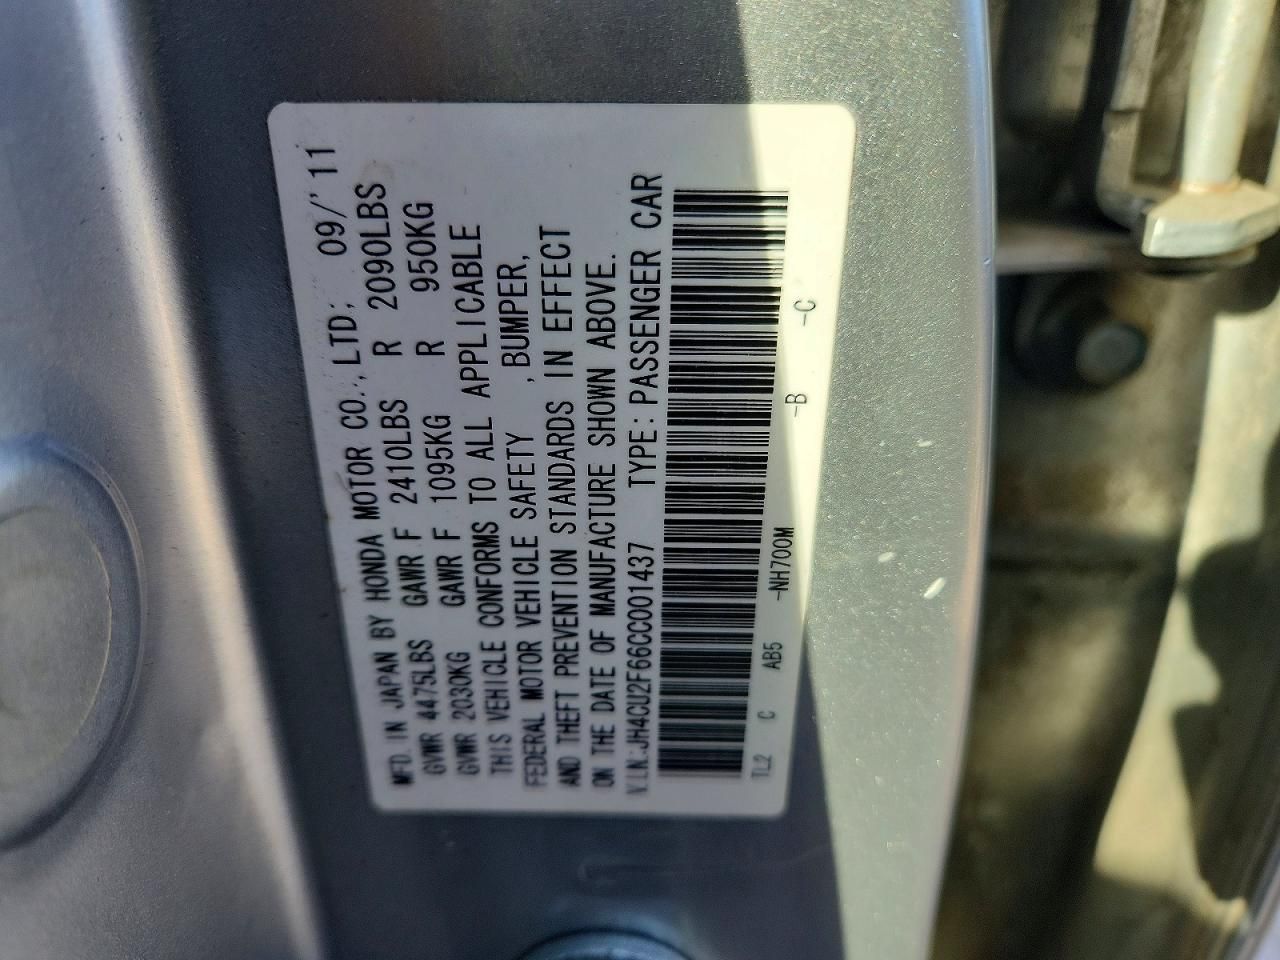 MFD. IN JAPAN BY HONDA MOTOR CO., LTD; 09/'11
GVWR 4475LBS GAWR F 2410LBS R 2090LBS
GVWR 2030KG GAWR F 1095KG R 950KG
THIS VEHICLE CONFORMS TO ALL APPLICABLE
FEDERAL MOTOR VEHICLE SAFETY , BUMPER,
AND THEFT PREVENTION STANDARDS IN EFFECT
ON THE DATE OF MANUFACTURE SHOWN ABOVE.
V.I.N.:JH4CU2F66CC001437 TYPE: PASSENGER CAR
TL2 C AB5 -NH700M -B -C